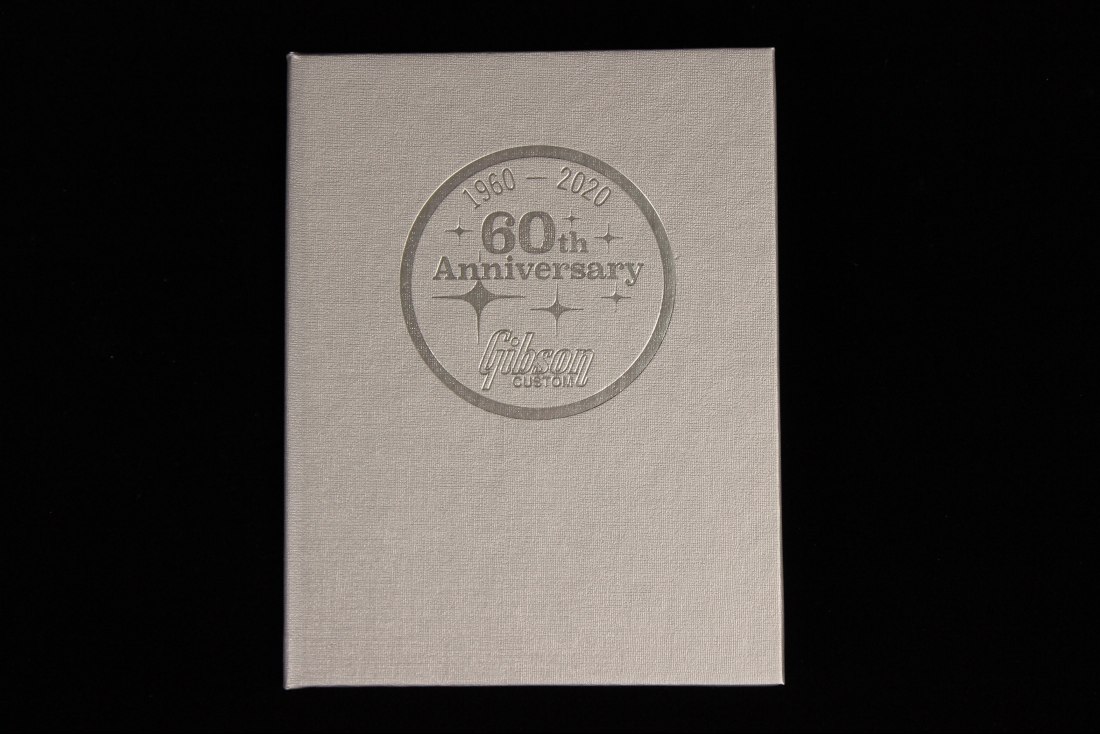 1960 — 2020
60th
Anniversary
Gibson
CUSTOM